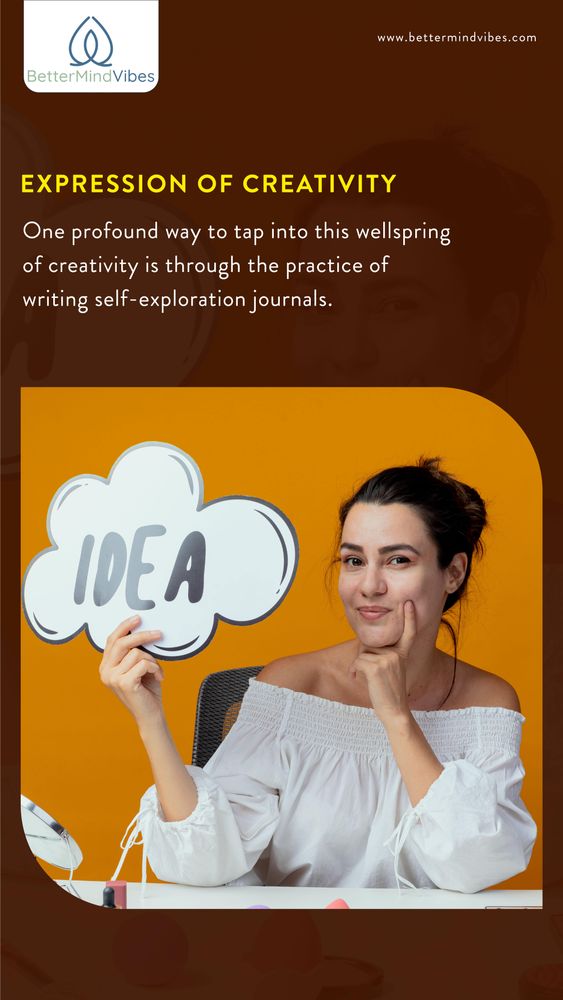 BetterMindVibes
www.bettermindvibes.com
EXPRESSION OF CREATIVITY
One profound way to tap into this wellspring
of creativity is through the practice of
writing self-exploration journals.
IDEA